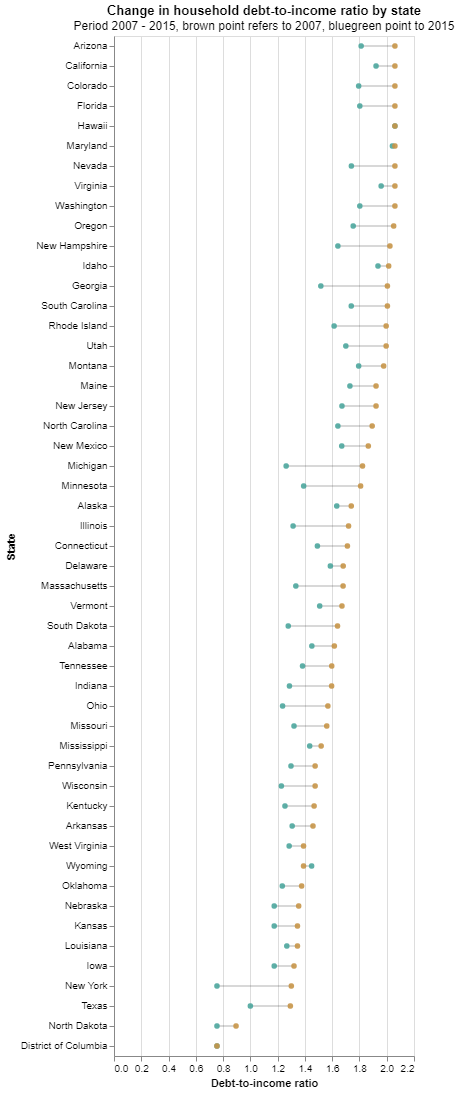 Change in household debt-to-income ratio by state
Period 2007 - 2015, brown point refers to 2007, bluegreen point to 2015
Arizona
California
Colorado
Florida
Hawaii
Maryland
Nevada
Virginia
Washington
Oregon
New Hampshire
Idaho
Georgia
South Carolina
Rhode Island
Utah
Montana
Maine
New Jersey
North Carolina
New Mexico
Michigan
Minnesota
Alaska
Illinois
Connecticut
Delaware
Massachusetts
Vermont
South Dakota
Alabama
Tennessee
Indiana
Ohio
Missouri
Mississippi
Pennsylvania
Wisconsin
Kentucky
Arkansas
West Virginia
Wyoming
Oklahoma
Nebraska
Kansas
Louisiana
Iowa
New York
Texas
North Dakota
District of Columbia
State
0.0 0.2 0.4 0.6 0.8 1.0 1.2 1.4 1.6 1.8 2.0 2.2
Debt-to-income ratio